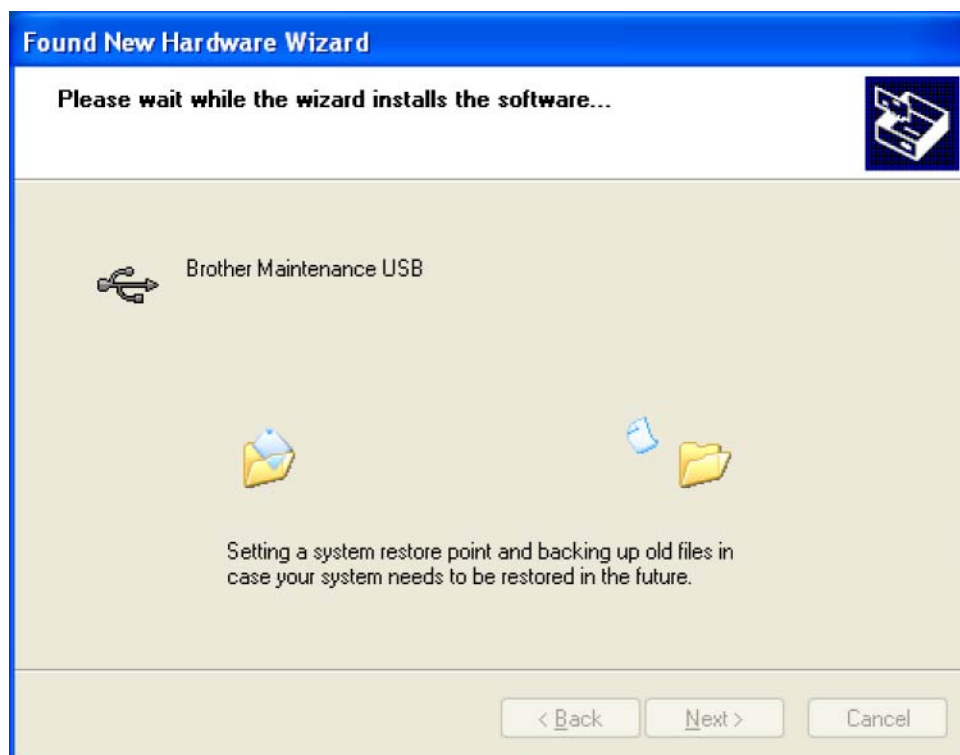 Found New Hardware Wizard
Please wait while the wizard installs the software...
Brother Maintenance USB
Setting a system restore point and backing up old files in
case your system needs to be restored in the future.
< Back
Next >
Cancel